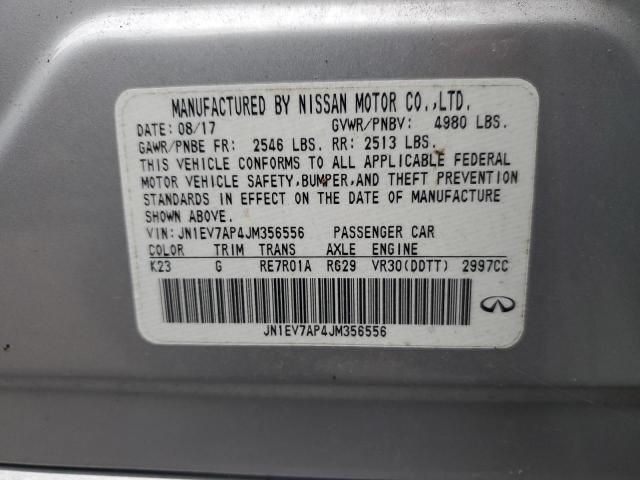 MANUFACTURED BY NISSAN MOTOR CO.,LTD.
DATE: 08/17 GVWR/PNBV: 4980 LBS.
GAWR/PNBE FR: 2546 LBS. RR: 2513 LBS.
THIS VEHICLE CONFORMS TO ALL APPLICABLE FEDERAL
MOTOR VEHICLE SAFETY,BUMPER,AND THEFT PREVENTION
STANDARDS IN EFFECT ON THE DATE OF MANUFACTURE
SHOWN ABOVE.
VIN: JN1EV7AP4JM356556 PASSENGER CAR
COLOR TRIM TRANS AXLE ENGINE
K23 G RE7R01A R629 VR30(DDTT) 2997CC
JN1EV7AP4JM356556